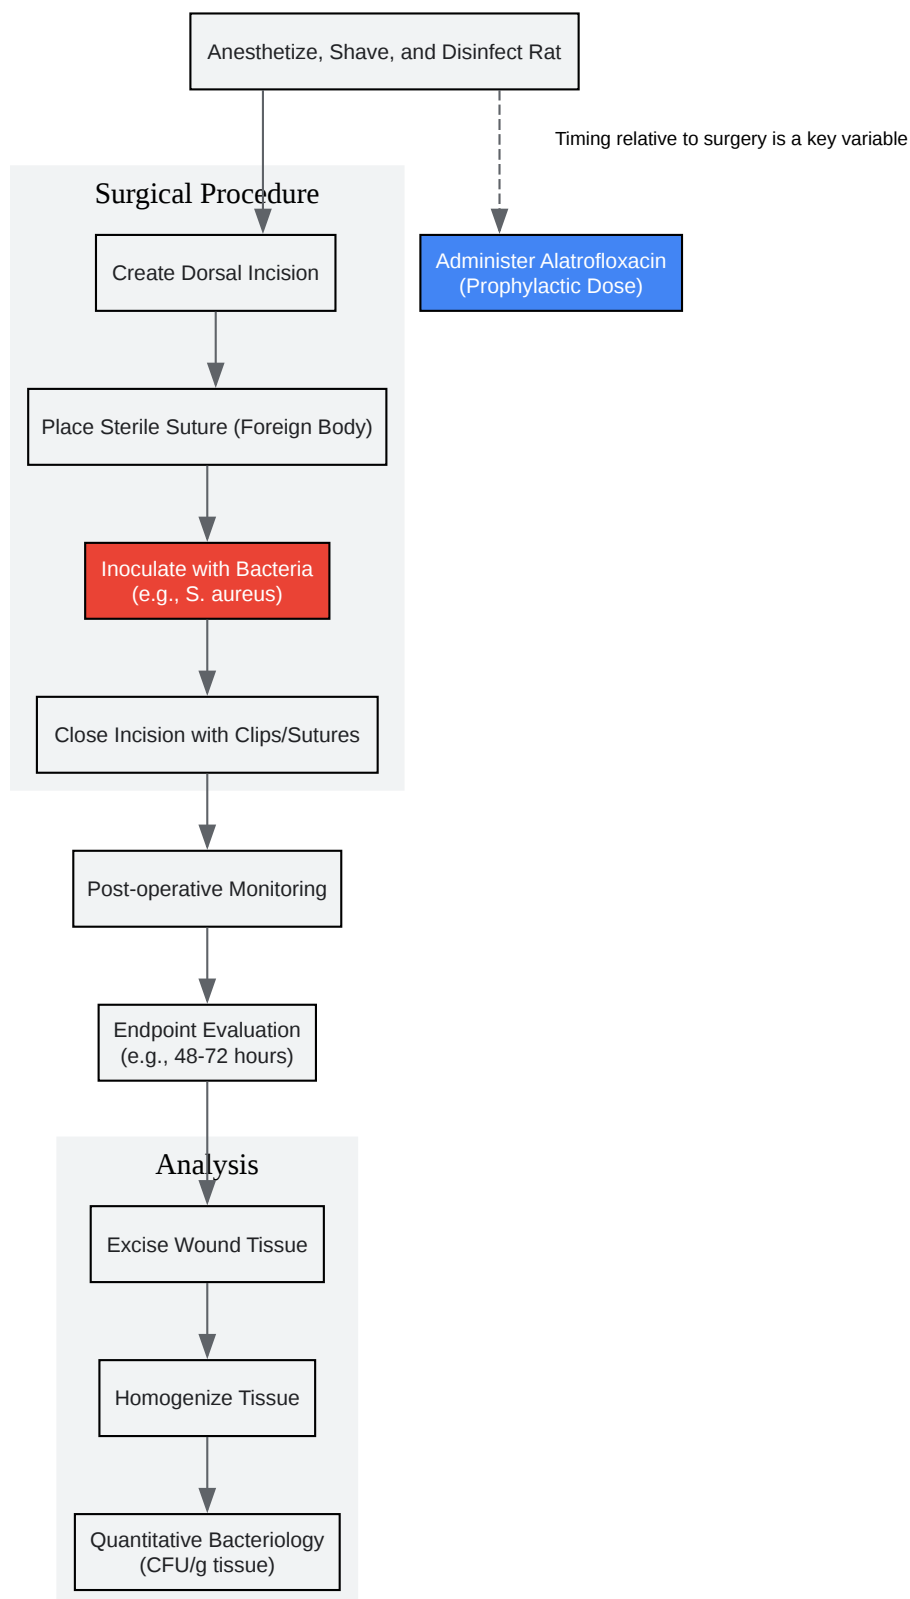 Anesthetize, Shave, and Disinfect Rat
Timing relative to surgery is a key variable
Surgical Procedure
Create Dorsal Incision
Administer Alatrofloxacin
(Prophylactic Dose)
Place Sterile Suture (Foreign Body)
Inoculate with Bacteria
(e.g., S. aureus)
Close Incision with Clips/Sutures
Post-operative Monitoring
Endpoint Evaluation
(e.g., 48-72 hours)
Analysis
Excise Wound Tissue
Homogenize Tissue
Quantitative Bacteriology
(CFU/g tissue)